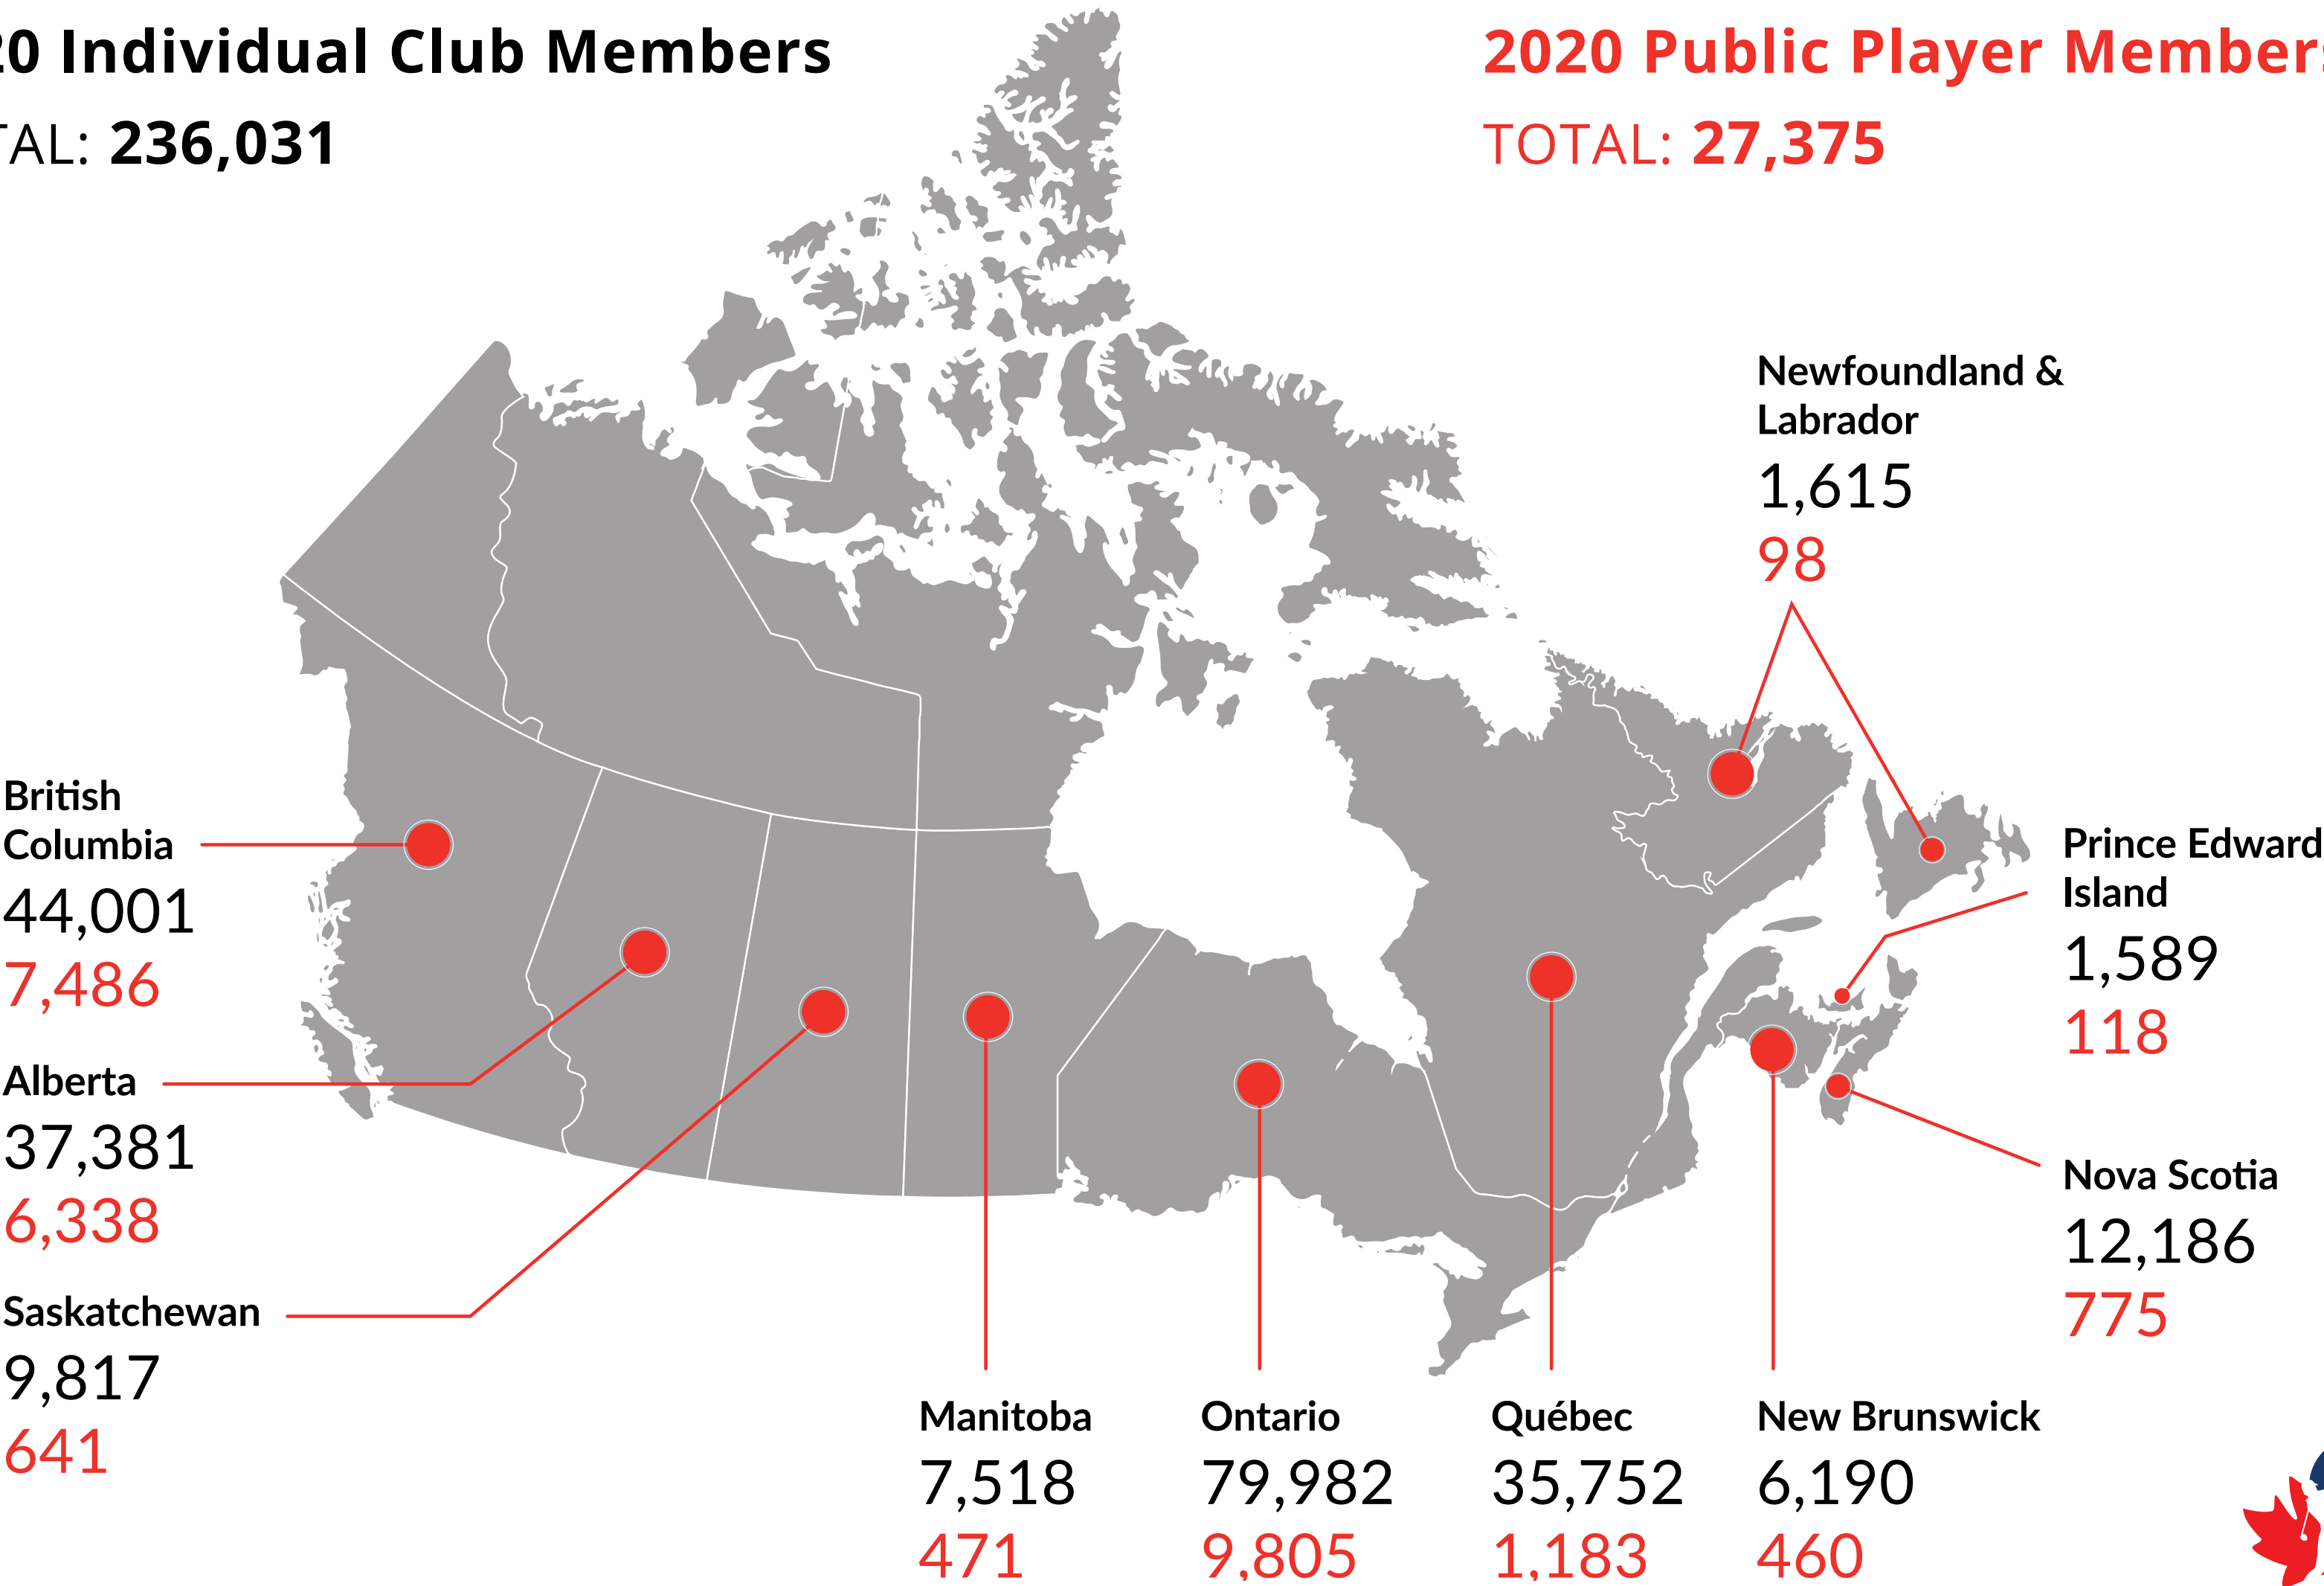 20 Individual Club Members
TAL: 236,031
2020 Public Player Members
TOTAL: 27,375
Newfoundland &
Labrador
1,615
98
British
Columbia
44,001
7,486
Prince Edward
Island
1,589
118
Alberta
37,381
6,338
Nova Scotia
12,186
775
Saskatchewan
9,817
641
Manitoba
7,518
471
Ontario
79,982
9,805
Québec
35,752
1,183
New Brunswick
6,190
460